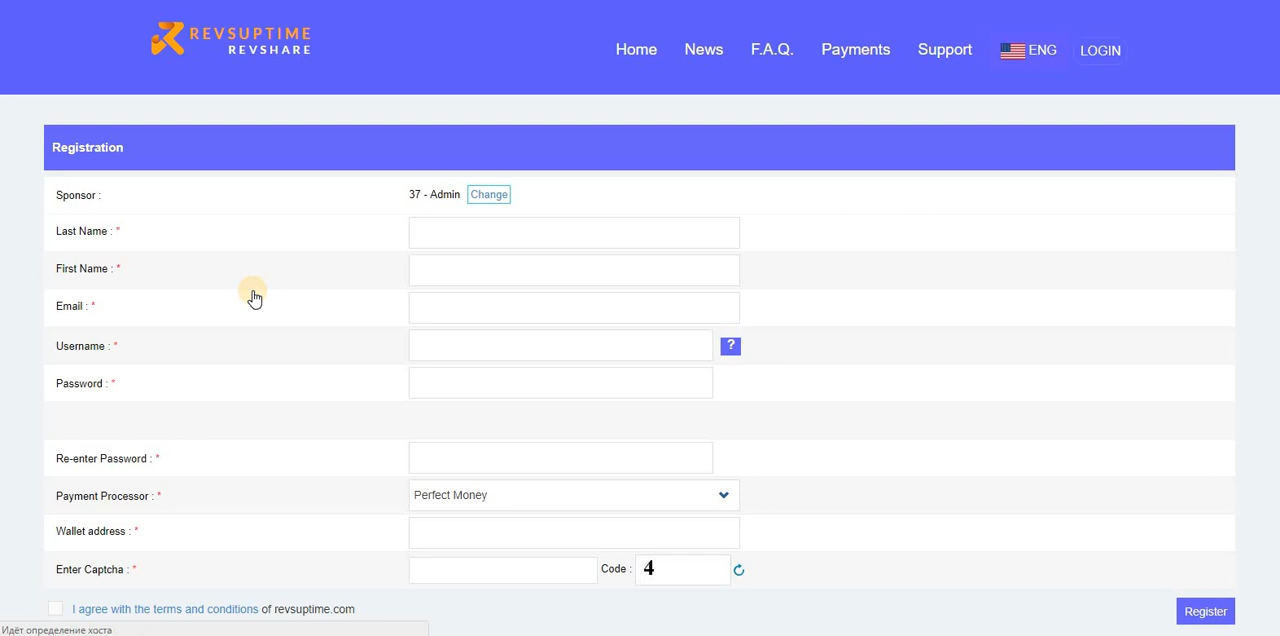 REVSUPTIME
REVSHARE
Home News F.A.Q. Payments Support ENG LOGIN
Registration
Sponsor : 37 - Admin Change
Last Name : *
First Name : *
Email : *
Username : * ?
Password : *
Re-enter Password : *
Payment Processor : * Perfect Money
Wallet address : *
Enter Captcha : * Code : 4
I agree with the terms and conditions of revsuptime.com
Register
Идёт определение хоста